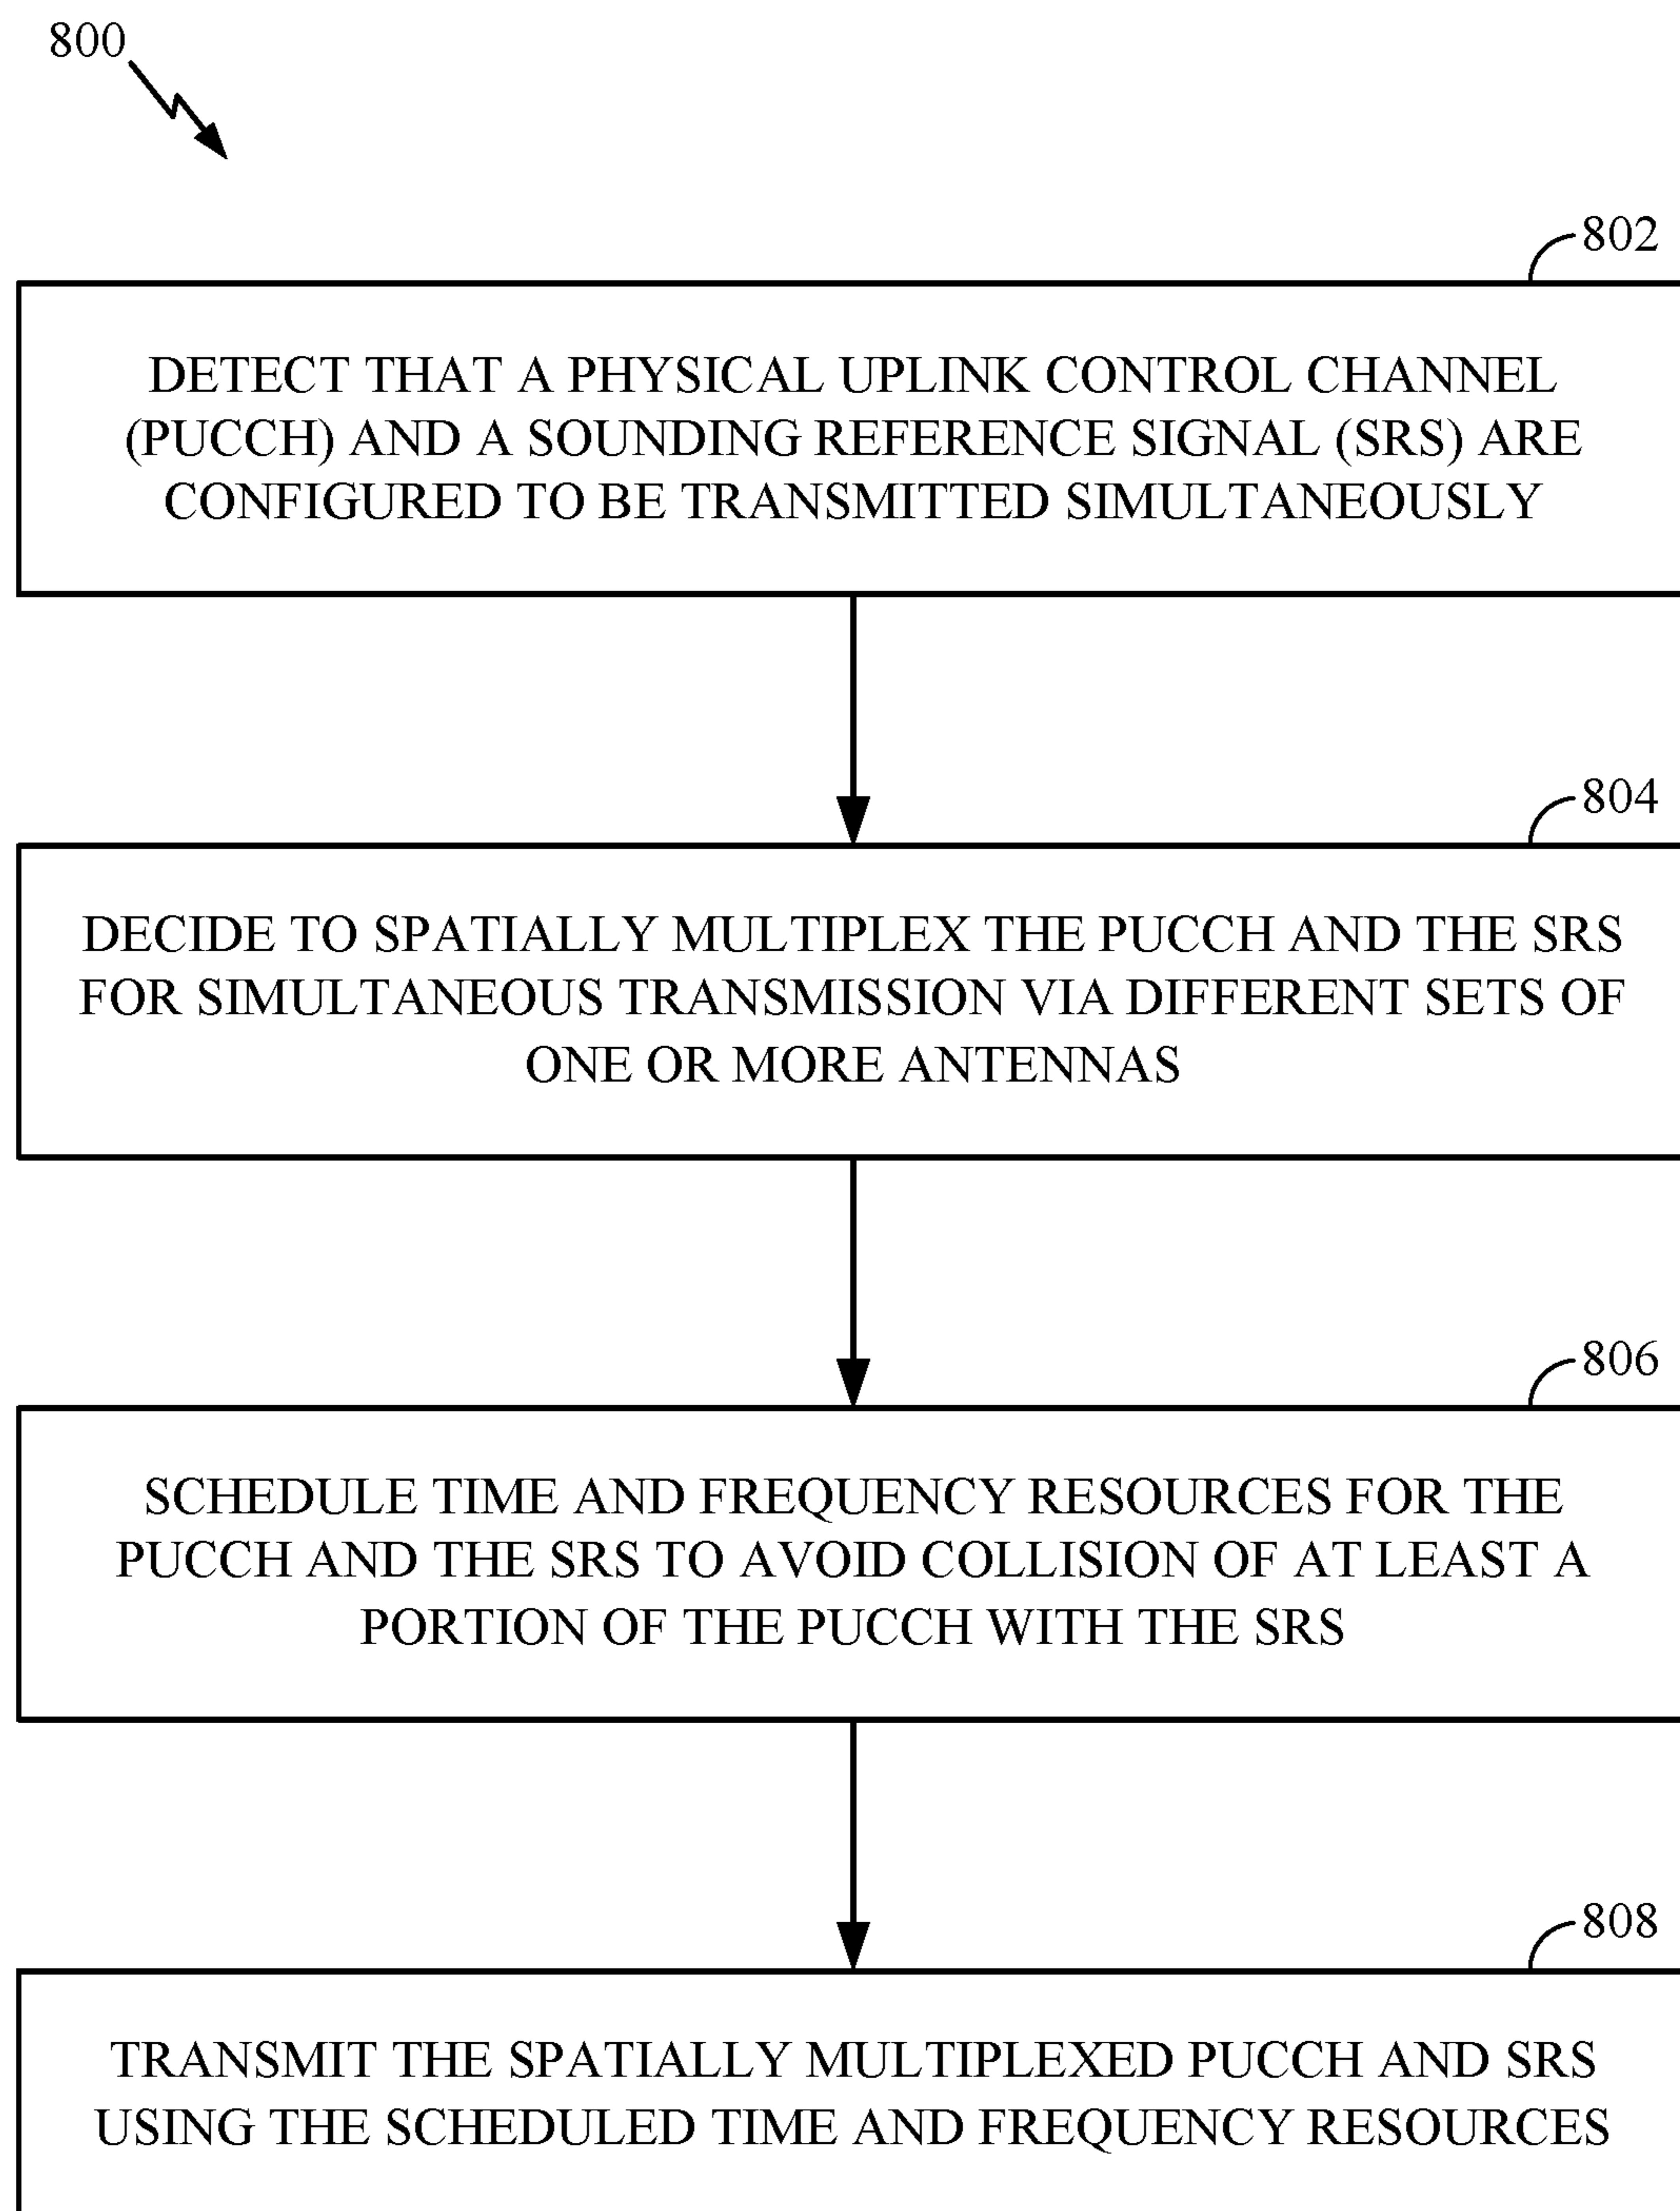 800
802
DETECT THAT A PHYSICAL UPLINK CONTROL CHANNEL
(PUCCH) AND A SOUNDING REFERENCE SIGNAL (SRS) ARE
CONFIGURED TO BE TRANSMITTED SIMULTANEOUSLY
804
DECIDE TO SPATIALLY MULTIPLEX THE PUCCH AND THE SRS
FOR SIMULTANEOUS TRANSMISSION VIA DIFFERENT SETS OF
ONE OR MORE ANTENNAS
806
SCHEDULE TIME AND FREQUENCY RESOURCES FOR THE
PUCCH AND THE SRS TO AVOID COLLISION OF AT LEAST A
PORTION OF THE PUCCH WITH THE SRS
808
TRANSMIT THE SPATIALLY MULTIPLEXED PUCCH AND SRS
USING THE SCHEDULED TIME AND FREQUENCY RESOURCES